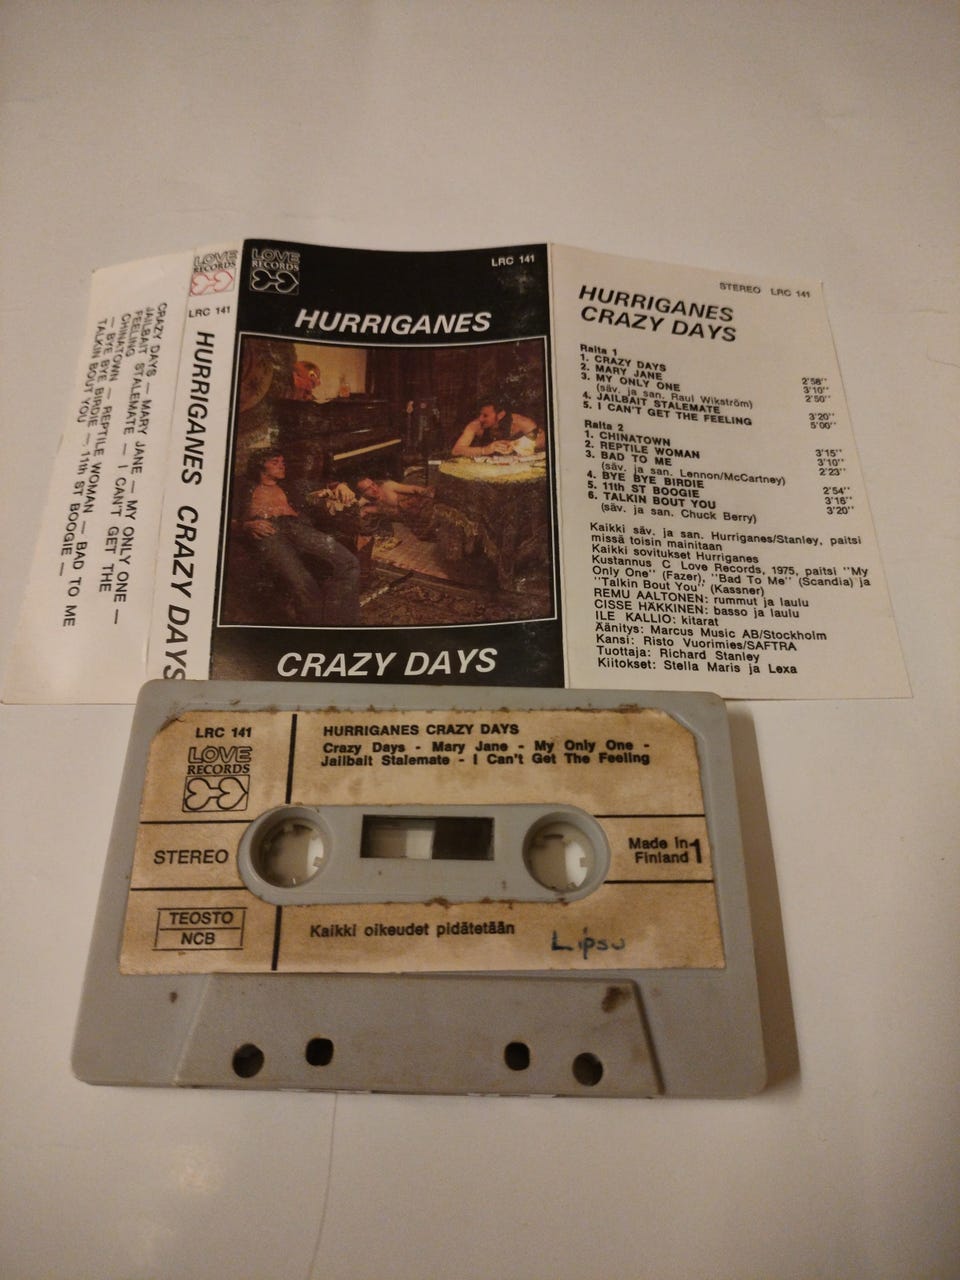 CRAZY DAYS — MARY JANE — MY ONLY ONE —
JAILBAIT STALEMATE — I CAN'T GET THE
FEELING
CHINATOWN — REPTILE WOMAN — BAD TO ME
— BYE BYE BIRDIE — 11th ST BOOGIE —
TALKIN BOUT YOU
LOVE
RECORDS
LRC 141
HURRIGANES CRAZY DAYS
LOVE
RECORDS
LRC 141
HURRIGANES
CRAZY DAYS
STEREO LRC 141
HURRIGANES
CRAZY DAYS
Raita 1
1. CRAZY DAYS 2'58"
2. MARY JANE 3'10"
3. MY ONLY ONE 2'50"
(säv. ja san. Raul Wikström)
4. JAILBAIT STALEMATE 3'20"
5. I CAN'T GET THE FEELING 5'00"
Raita 2
1. CHINATOWN 3'15"
2. REPTILE WOMAN 3'10"
3. BAD TO ME 2'23"
(säv. ja san. Lennon/McCartney)
4. BYE BYE BIRDIE 2'54"
5. 11th ST BOOGIE 3'16"
6. TALKIN BOUT YOU 3'20"
(säv. ja san. Chuck Berry)
Kaikki säv. ja san. Hurriganes/Stanley, paitsi
missä toisin mainitaan
Kaikki sovitukset Hurriganes
Kustannus C Love Records, 1975, paitsi "My
Only One" (Fazer), "Bad To Me" (Scandia) ja
"Talkin Bout You" (Kassner)
REMU AALTONEN: rummut ja laulu
CISSE HÄKKINEN: basso ja laulu
ILE KALLIO: kitarat
Äänitys: Marcus Music AB/Stockholm
Kansi: Risto Vuorimies/SAFTRA
Tuottaja: Richard Stanley
Kiitokset: Stella Maris ja Lexa
LRC 141
LOVE
RECORDS
HURRIGANES CRAZY DAYS
Crazy Days - Mary Jane - My Only One -
Jailbait Stalemate - I Can't Get The Feeling
STEREO
Made in
Finland 1
TEOSTO
NCB
Kaikki oikeudet pidätetään
Lipsu